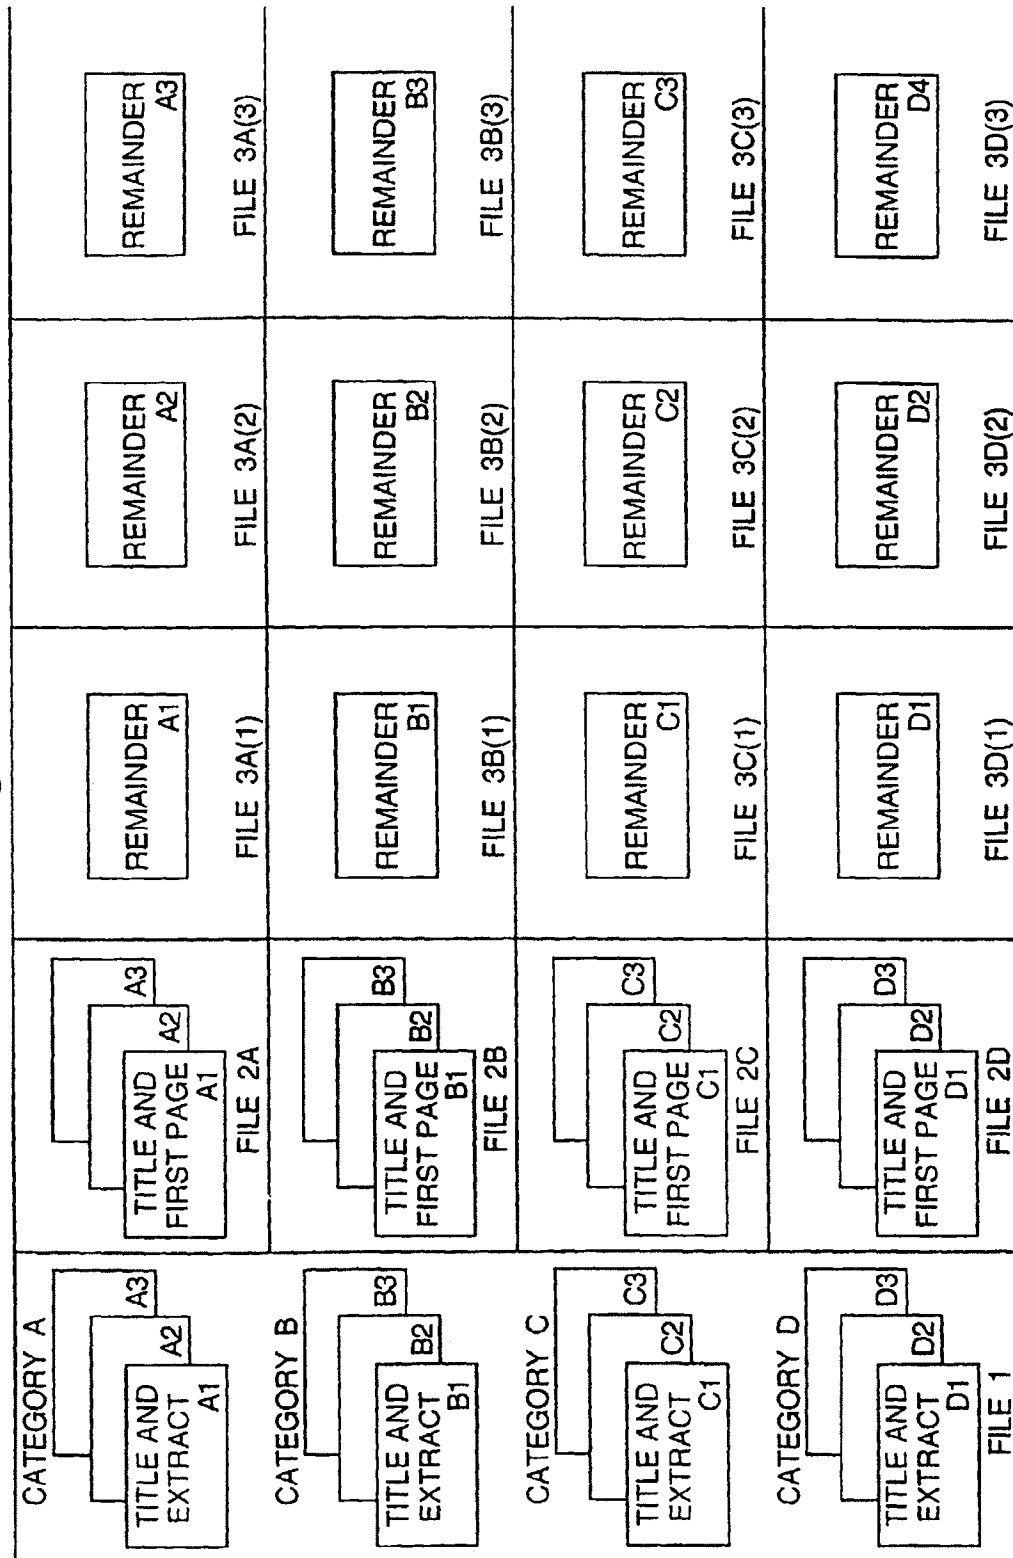 CATEGORY A
TITLE AND
EXTRACT
A1
A2
A3
TITLE AND
FIRST PAGE
A1
A2
A3
FILE 2A
REMAINDER
A1
FILE 3A(1)
REMAINDER
A2
FILE 3A(2)
REMAINDER
A3
FILE 3A(3)
CATEGORY B
TITLE AND
EXTRACT
B1
B2
B3
TITLE AND
FIRST PAGE
B1
B2
B3
FILE 2B
REMAINDER
B1
FILE 3B(1)
REMAINDER
B2
FILE 3B(2)
REMAINDER
B3
FILE 3B(3)
CATEGORY C
TITLE AND
EXTRACT
C1
C2
C3
TITLE AND
FIRST PAGE
C1
C2
C3
FILE 2C
REMAINDER
C1
FILE 3C(1)
REMAINDER
C2
FILE 3C(2)
REMAINDER
C3
FILE 3C(3)
CATEGORY D
TITLE AND
EXTRACT
D1
D2
D3
FILE 1
TITLE AND
FIRST PAGE
D1
D2
D3
FILE 2D
REMAINDER
D1
FILE 3D(1)
REMAINDER
D2
FILE 3D(2)
REMAINDER
D4
FILE 3D(3)